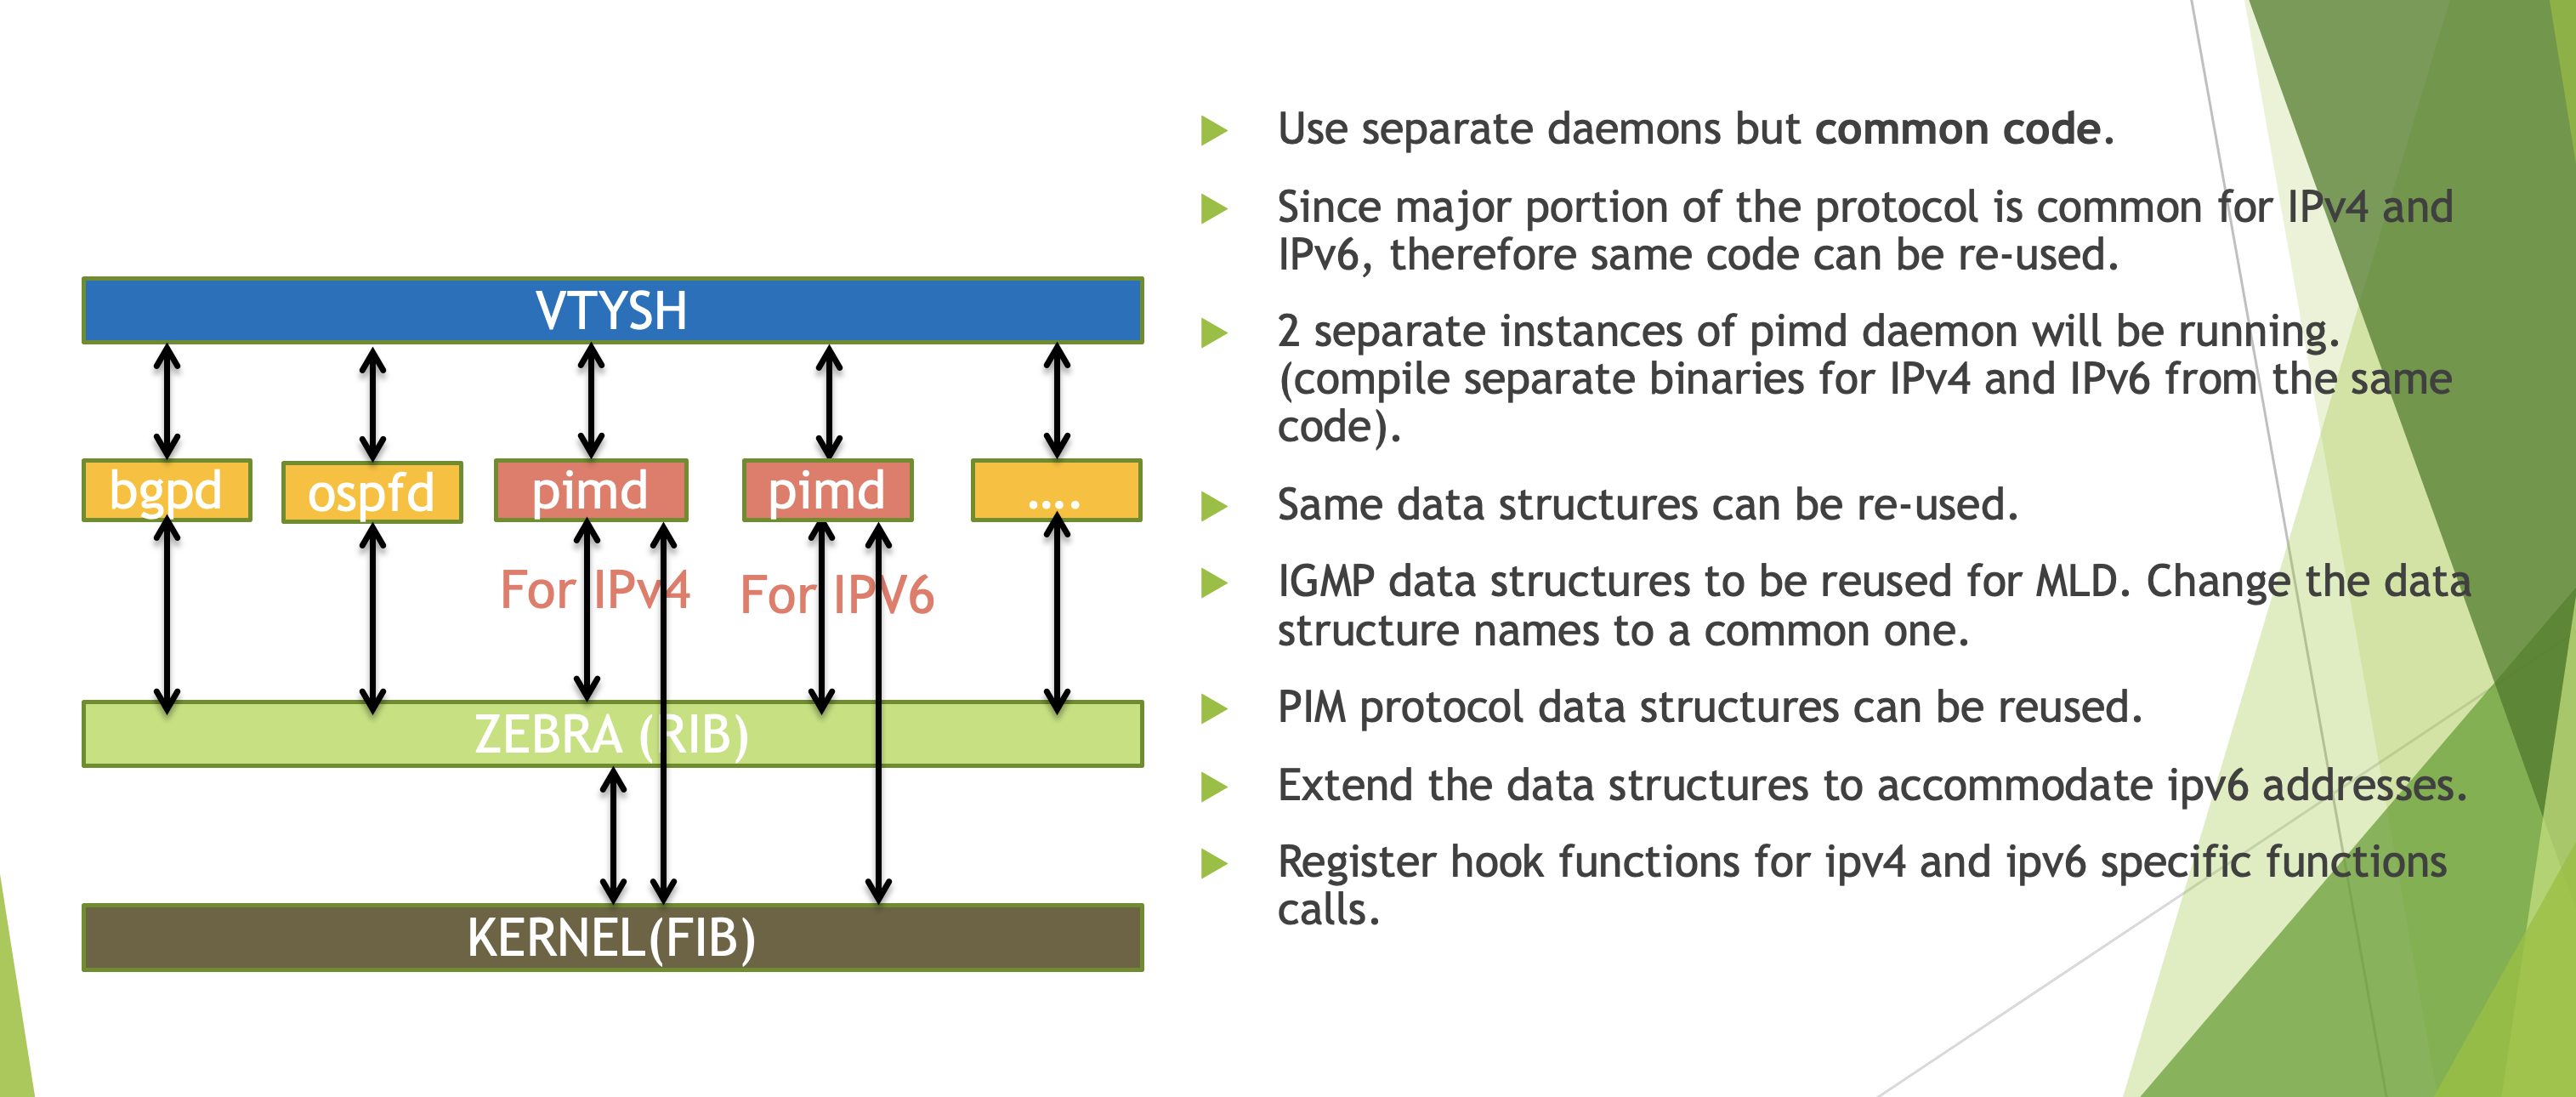 VTYSH
bgpd
ospfd
pimd
pimd
....
For IPv4
For IPV6
ZEBRA (RIB)
KERNEL(FIB)
Use separate daemons but common code.
Since major portion of the protocol is common for IPv4 and
IPv6, therefore same code can be re-used.
2 separate instances of pimd daemon will be running.
(compile separate binaries for IPv4 and IPv6 from the same
code).
Same data structures can be re-used.
IGMP data structures to be reused for MLD. Change the data
structure names to a common one.
PIM protocol data structures can be reused.
Extend the data structures to accommodate ipv6 addresses.
Register hook functions for ipv4 and ipv6 specific functions
calls.